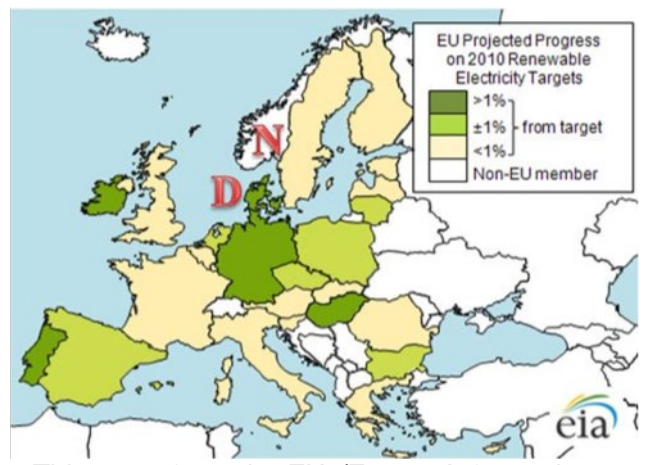 EU Projected Progress
on 2010 Renewable
Electricity Targets
>1%
±1% from target
<1%
Non-EU member
N
D
eia